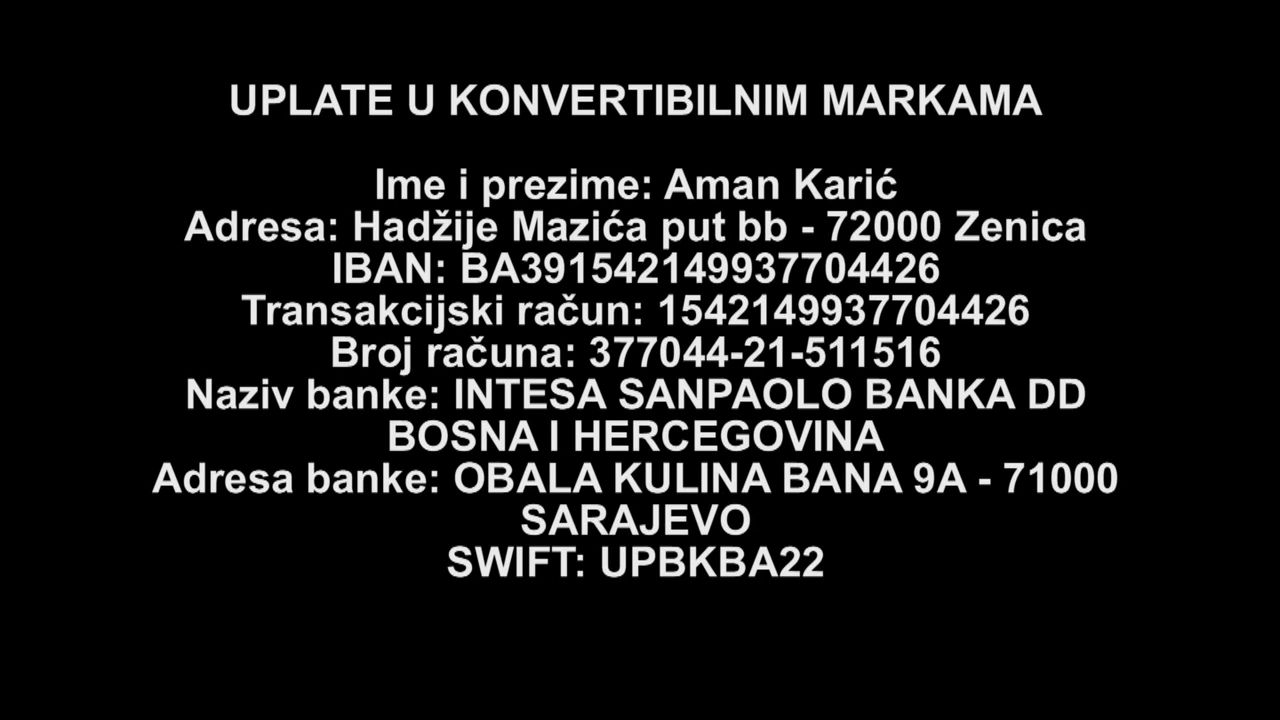 UPLATE U KONVERTIBILNIM MARKAMA
Ime i prezime: Aman Karić
Adresa: Hadžije Mazića put bb - 72000 Zenica
IBAN: BA391542149937704426
Transakcijski račun: 1542149937704426
Broj računa: 377044-21-511516
Naziv banke: INTESA SANPAOLO BANKA DD
BOSNA I HERCEGOVINA
Adresa banke: OBALA KULINA BANA 9A - 71000
SARAJEVO
SWIFT: UPBKBA22